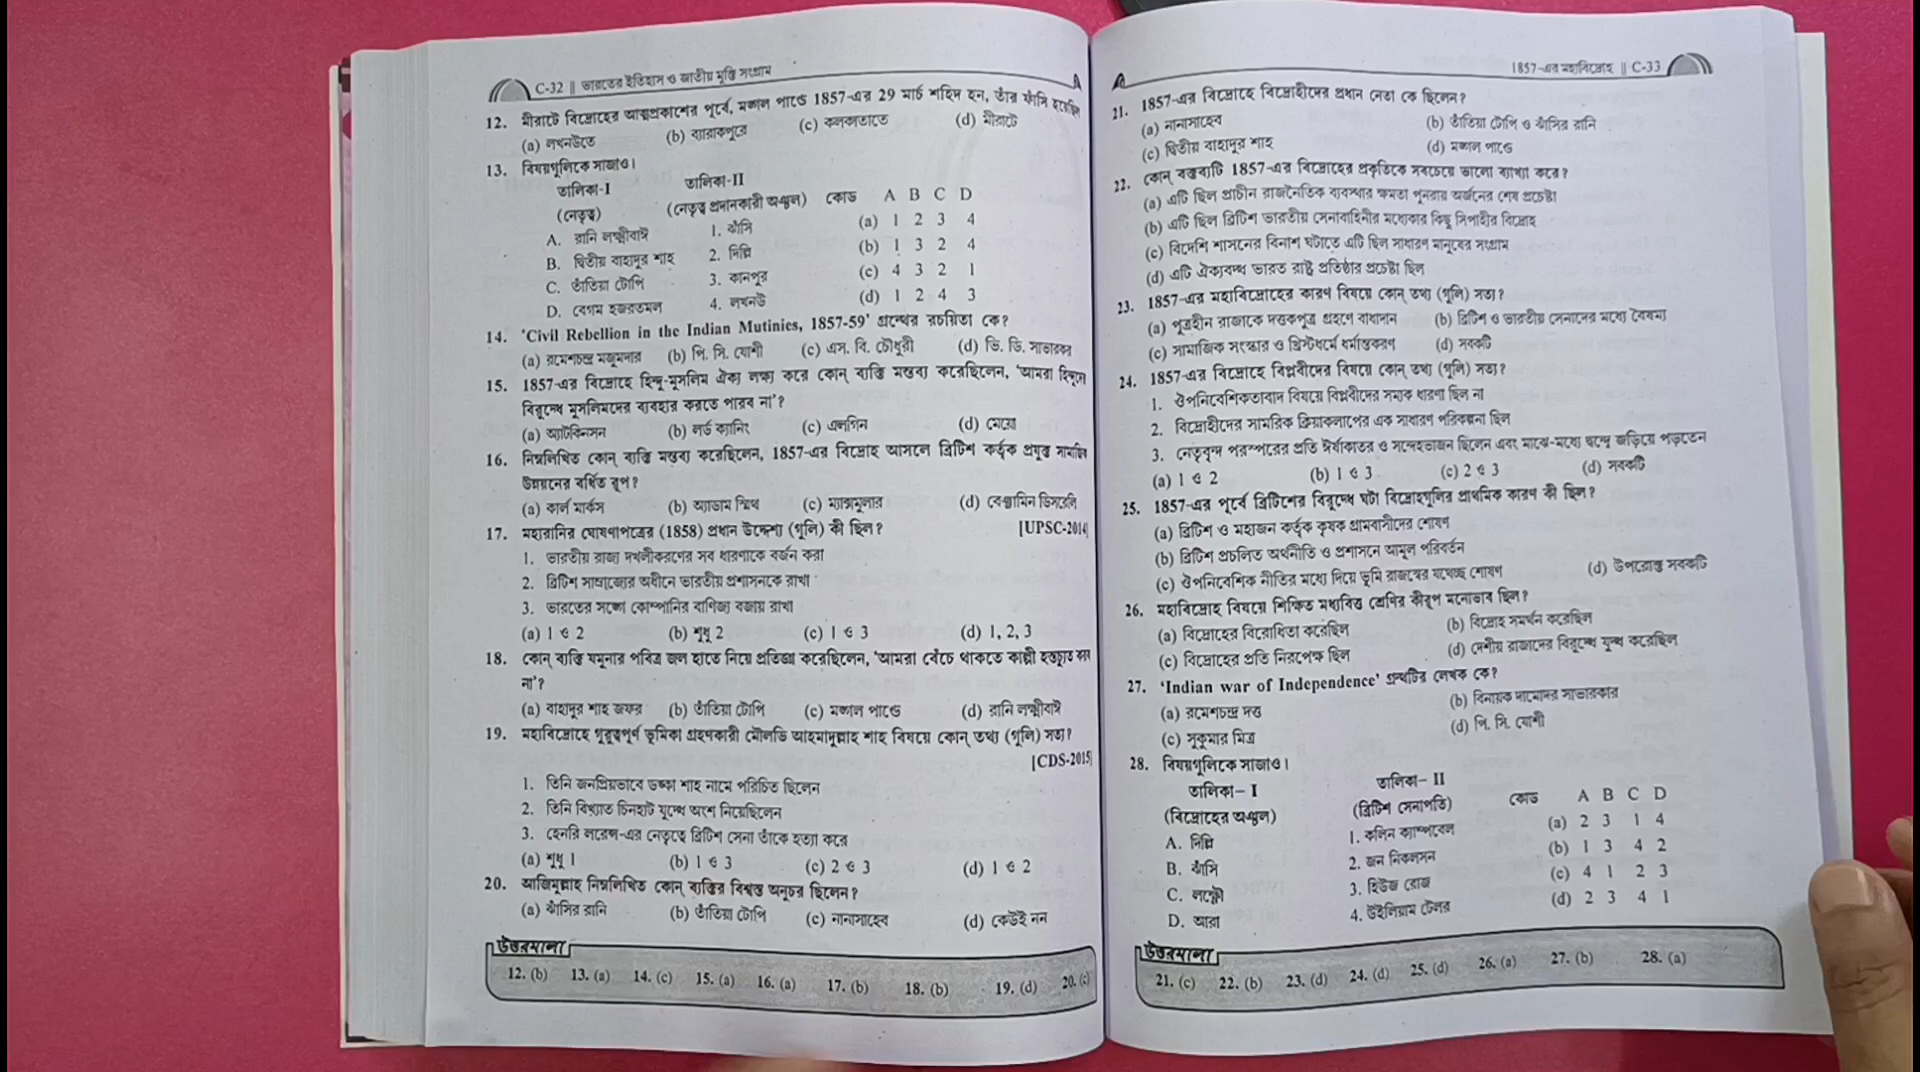 C-32 || ভারতের ইতিহাস ও জাতীয় মুক্তি সংগ্রাম
12. মীরাটে বিদ্রোহের আত্মপ্রকাশের পূর্বে, মঙ্গল পাণ্ডে 1857-এর 29 মার্চ শহিদ হন, তাঁর ফাঁসি হয়েছিল
(a) লখনউতে (b) ব্যারাকপুরে (c) কলকাতাতে (d) মীরাটে
13. বিষয়গুলিকে সাজাও।
তালিকা-I তালিকা-II
(নেতৃত্ব) (নেতৃত্ব প্রদানকারী অঞ্চল) কোড A B C D
A. রানি লক্ষ্মীবাঈ 1. ঝাঁসি (a) 1 2 3 4
B. দ্বিতীয় বাহাদুর শাহ 2. দিল্লি (b) 1 3 2 4
C. তাঁতিয়া টোপি 3. কানপুর (c) 4 3 2 1
D. বেগম হজরতমল 4. লখনউ (d) 1 2 4 3
14. 'Civil Rebellion in the Indian Mutinies, 1857-59' গ্রন্থের রচয়িতা কে?
(a) রমেশচন্দ্র মজুমদার (b) পি. সি. যোশী (c) এস. বি. চৌধুরী (d) ভি. ডি. সাভারকর
15. 1857-এর বিদ্রোহে হিন্দু-মুসলিম ঐক্য লক্ষ্য করে কোন্ ব্যক্তি মন্তব্য করেছিলেন, 'আমরা হিন্দুদের
বিরুদ্ধে মুসলিমদের ব্যবহার করতে পারব না'?
(a) অ্যাটকিনসন (b) লর্ড ক্যানিং (c) এলগিন (d) মেয়ো
16. নিম্নলিখিত কোন্ ব্যক্তি মন্তব্য করেছিলেন, 1857-এর বিদ্রোহ আসলে ব্রিটিশ কর্তৃক প্রযুক্ত সামাজিক
উন্নয়নের বর্ধিত রূপ?
(a) কার্ল মার্কস (b) অ্যাডাম স্মিথ (c) ম্যাক্সমুলার (d) বেঞ্জামিন ডিসরেলি
17. মহারানির ঘোষণাপত্রের (1858) প্রধান উদ্দেশ্য (গুলি) কী ছিল? [UPSC-2014]
1. ভারতীয় রাজ্য দখলীকরণের সব ধারণাকে বর্জন করা
2. ব্রিটিশ সাম্রাজ্যের অধীনে ভারতীয় প্রশাসনকে রাখা
3. ভারতের সঙ্গে কোম্পানির বাণিজ্য বজায় রাখা
(a) 1 ও 2 (b) শুধু 2 (c) 1 ও 3 (d) 1, 2, 3
18. কোন্ ব্যক্তি যমুনার পবিত্র জল হাতে নিয়ে প্রতিজ্ঞা করেছিলেন, 'আমরা বেঁচে থাকতে কাল্পী হস্তচ্যুত করব
না'?
(a) বাহাদুর শাহ জফর (b) তাঁতিয়া টোপি (c) মঙ্গল পাণ্ডে (d) রানি লক্ষ্মীবাঈ
19. মহাবিদ্রোহে গুরুত্বপূর্ণ ভূমিকা গ্রহণকারী মৌলভি আহমাদুল্লাহ শাহ বিষয়ে কোন্ তথ্য (গুলি) সত্য?
[CDS-2015]
1. তিনি জনপ্রিয়ভাবে ডঙ্কা শাহ নামে পরিচিত ছিলেন
2. তিনি বিখ্যাত চিনহাট যুদ্ধে অংশ নিয়েছিলেন
3. হেনরি লরেন্স-এর নেতৃত্বে ব্রিটিশ সেনা তাঁকে হত্যা করে
(a) শুধু 1 (b) 1 ও 3 (c) 2 ও 3 (d) 1 ও 2
20. আজিমুল্লাহ নিম্নলিখিত কোন্ ব্যক্তির বিশ্বস্ত অনুচর ছিলেন?
(a) ঝাঁসির রানি (b) তাঁতিয়া টোপি (c) নানাসাহেব (d) কেউই নন
উত্তরমালা
12. (b) 13. (a) 14. (c) 15. (a) 16. (a) 17. (b) 18. (b) 19. (d) 20. (c)
1857-এর মহাবিদ্রোহ || C-33
21. 1857-এর বিদ্রোহে বিদ্রোহীদের প্রধান নেতা কে ছিলেন?
(a) নানাসাহেব (b) তাঁতিয়া টোপি ও ঝাঁসির রানি
(c) দ্বিতীয় বাহাদুর শাহ (d) মঙ্গল পাণ্ডে
22. কোন্ বক্তব্যটি 1857-এর বিদ্রোহের প্রকৃতিকে সবচেয়ে ভালো ব্যাখ্যা করে?
(a) এটি ছিল প্রাচীন রাজনৈতিক ব্যবস্থার ক্ষমতা পুনরায় অর্জনের শেষ প্রচেষ্টা
(b) এটি ছিল ব্রিটিশ ভারতীয় সেনাবাহিনীর মধ্যেকার কিছু সিপাহীর বিদ্রোহ
(c) বিদেশি শাসনের বিনাশ ঘটাতে এটি ছিল সাধারণ মানুষের সংগ্রাম
(d) এটি ঐক্যবদ্ধ ভারত রাষ্ট্র প্রতিষ্ঠার প্রচেষ্টা ছিল
23. 1857-এর মহাবিদ্রোহের কারণ বিষয়ে কোন্ তথ্য (গুলি) সত্য?
(a) পুত্রহীন রাজাকে দত্তকপুত্র গ্রহণে বাধাদান (b) ব্রিটিশ ও ভারতীয় সেনাদের মধ্যে বৈষম্য
(c) সামাজিক সংস্কার ও খ্রিস্টধর্মে ধর্মান্তকরণ (d) সবকটি
24. 1857-এর বিদ্রোহে বিপ্লবীদের বিষয়ে কোন্ তথ্য (গুলি) সত্য?
1. ঔপনিবেশিকতাবাদ বিষয়ে বিপ্লবীদের সম্যক ধারণা ছিল না
2. বিদ্রোহীদের সামরিক ক্রিয়াকলাপের এক সাধারণ পরিকল্পনা ছিল
3. নেতৃবৃন্দ পরস্পরের প্রতি ঈর্ষাকাতর ও সন্দেহভাজন ছিলেন এবং মাঝে-মধ্যে দ্বন্দ্বে জড়িয়ে পড়তেন
(a) 1 ও 2 (b) 1 ও 3 (c) 2 ও 3 (d) সবকটি
25. 1857-এর পূর্বে ব্রিটিশের বিরুদ্ধে ঘটা বিদ্রোহগুলির প্রাথমিক কারণ কী ছিল?
(a) ব্রিটিশ ও মহাজন কর্তৃক কৃষক গ্রামবাসীদের শোষণ
(b) ব্রিটিশ প্রচলিত অর্থনীতি ও প্রশাসনে আমূল পরিবর্তন
(c) ঔপনিবেশিক নীতির মধ্যে দিয়ে ভূমি রাজস্বের যথেচ্ছ শোষণ (d) উপরোক্ত সবকটি
26. মহাবিদ্রোহ বিষয়ে শিক্ষিত মধ্যবিত্ত শ্রেণির কীরূপ মনোভাব ছিল?
(a) বিদ্রোহের বিরোধিতা করেছিল (b) বিদ্রোহ সমর্থন করেছিল
(c) বিদ্রোহের প্রতি নিরপেক্ষ ছিল (d) দেশীয় রাজাদের বিরুদ্ধে যুদ্ধ করেছিল
27. 'Indian war of Independence' গ্রন্থটির লেখক কে?
(a) রমেশচন্দ্র দত্ত (b) বিনায়ক দামোদর সাভারকার
(c) সুকুমার মিত্র (d) পি. সি. যোশী
28. বিষয়গুলিকে সাজাও।
তালিকা– I তালিকা– II
(বিদ্রোহের অঞ্চল) (ব্রিটিশ সেনাপতি) কোড A B C D
A. দিল্লি 1. কলিন ক্যাম্পবেল (a) 2 3 1 4
B. ঝাঁসি 2. জন নিকলসন (b) 1 3 4 2
C. লক্ষ্ণৌ 3. হিউজ রোজ (c) 4 1 2 3
D. আরা 4. উইলিয়াম টেলর (d) 2 3 4 1
উত্তরমালা
21. (c) 22. (b) 23. (d) 24. (d) 25. (d) 26. (a) 27. (b) 28. (a)